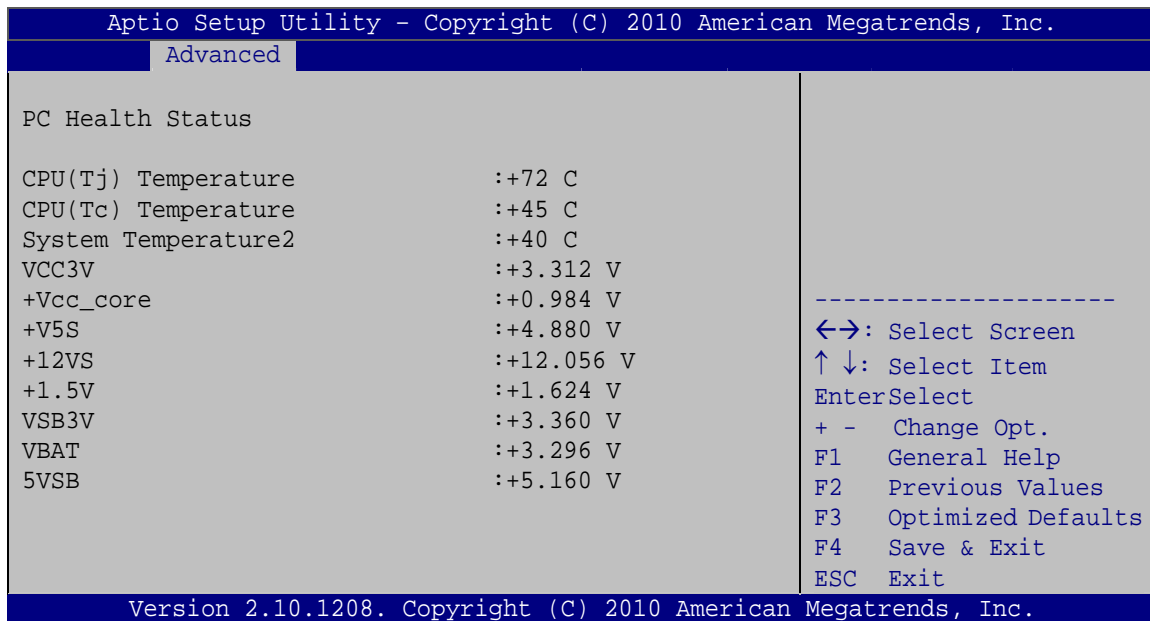 Aptio Setup Utility – Copyright (C) 2010 American Megatrends, Inc.
Advanced
PC Health Status
CPU(Tj) Temperature :+72 C
CPU(Tc) Temperature :+45 C
System Temperature2 :+40 C
VCC3V :+3.312 V
+Vcc_core :+0.984 V
+V5S :+4.880 V
+12VS :+12.056 V
+1.5V :+1.624 V
VSB3V :+3.360 V
VBAT :+3.296 V
5VSB :+5.160 V
---------------------
←→: Select Screen
↑ ↓: Select Item
EnterSelect
+ - Change Opt.
F1 General Help
F2 Previous Values
F3 Optimized Defaults
F4 Save & Exit
ESC Exit
Version 2.10.1208. Copyright (C) 2010 American Megatrends, Inc.